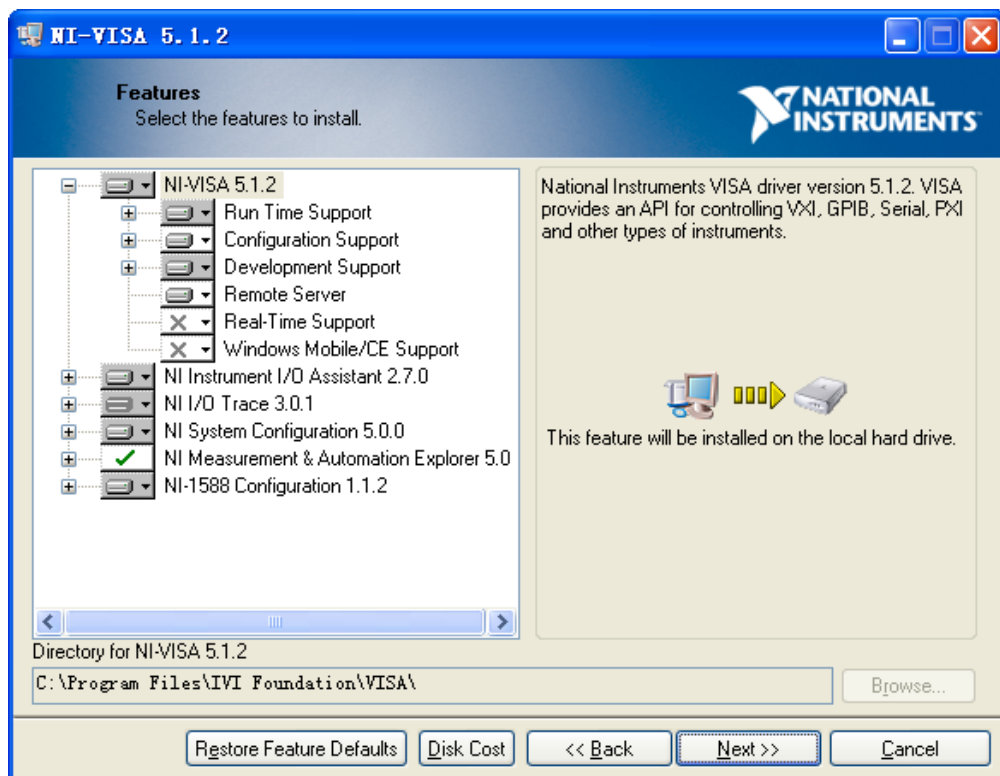 NI-VISA 5.1.2
Features
Select the features to install.
NATIONAL
INSTRUMENTS
NI-VISA 5.1.2
Run Time Support
Configuration Support
Development Support
Remote Server
Real-Time Support
Windows Mobile/CE Support
NI Instrument I/O Assistant 2.7.0
NI I/O Trace 3.0.1
NI System Configuration 5.0.0
NI Measurement & Automation Explorer 5.0
NI-1588 Configuration 1.1.2
National Instruments VISA driver version 5.1.2. VISA
provides an API for controlling VXI, GPIB, Serial, PXI
and other types of instruments.
This feature will be installed on the local hard drive.
Directory for NI-VISA 5.1.2
C:\Program Files\IVI Foundation\VISA\
Browse...
Restore Feature Defaults
Disk Cost
<< Back
Next >>
Cancel